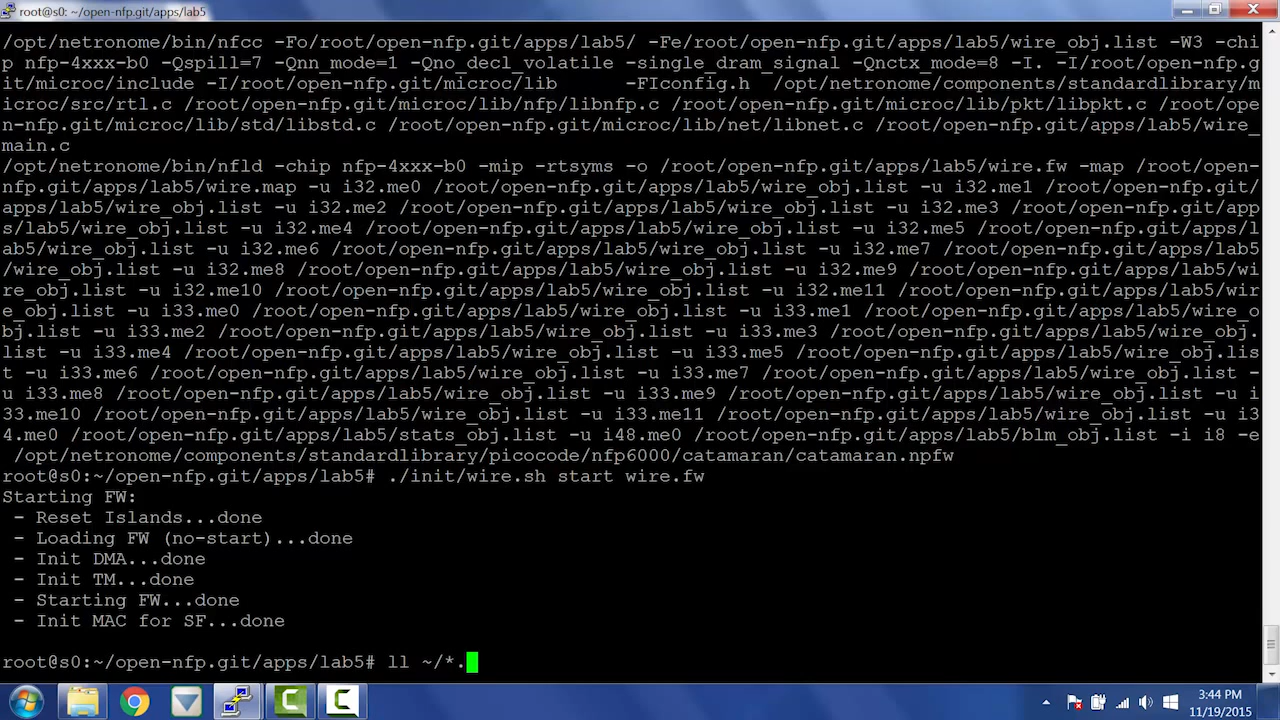 root@s0: ~/open-nfp.git/apps/lab5
/opt/netronome/bin/nfcc -Fo/root/open-nfp.git/apps/lab5/ -Fe/root/open-nfp.git/apps/lab5/wire_obj.list -W3 -chi
p nfp-4xxx-b0 -Qspill=7 -Qnn_mode=1 -Qno_decl_volatile -single_dram_signal -Qnctx_mode=8 -I. -I/root/open-nfp.g
it/microc/include -I/root/open-nfp.git/microc/lib      -FIconfig.h  /opt/netronome/components/standardlibrary/m
icroc/src/rtl.c /root/open-nfp.git/microc/lib/nfp/libnfp.c /root/open-nfp.git/microc/lib/pkt/libpkt.c /root/ope
n-nfp.git/microc/lib/std/libstd.c /root/open-nfp.git/microc/lib/net/libnet.c /root/open-nfp.git/apps/lab5/wire_
main.c
/opt/netronome/bin/nfld -chip nfp-4xxx-b0 -mip -rtsyms -o /root/open-nfp.git/apps/lab5/wire.fw -map /root/open-
nfp.git/apps/lab5/wire.map -u i32.me0 /root/open-nfp.git/apps/lab5/wire_obj.list -u i32.me1 /root/open-nfp.git/
apps/lab5/wire_obj.list -u i32.me2 /root/open-nfp.git/apps/lab5/wire_obj.list -u i32.me3 /root/open-nfp.git/app
s/lab5/wire_obj.list -u i32.me4 /root/open-nfp.git/apps/lab5/wire_obj.list -u i32.me5 /root/open-nfp.git/apps/l
ab5/wire_obj.list -u i32.me6 /root/open-nfp.git/apps/lab5/wire_obj.list -u i32.me7 /root/open-nfp.git/apps/lab5
/wire_obj.list -u i32.me8 /root/open-nfp.git/apps/lab5/wire_obj.list -u i32.me9 /root/open-nfp.git/apps/lab5/wi
re_obj.list -u i32.me10 /root/open-nfp.git/apps/lab5/wire_obj.list -u i32.me11 /root/open-nfp.git/apps/lab5/wir
e_obj.list -u i33.me0 /root/open-nfp.git/apps/lab5/wire_obj.list -u i33.me1 /root/open-nfp.git/apps/lab5/wire_o
bj.list -u i33.me2 /root/open-nfp.git/apps/lab5/wire_obj.list -u i33.me3 /root/open-nfp.git/apps/lab5/wire_obj.
list -u i33.me4 /root/open-nfp.git/apps/lab5/wire_obj.list -u i33.me5 /root/open-nfp.git/apps/lab5/wire_obj.lis
t -u i33.me6 /root/open-nfp.git/apps/lab5/wire_obj.list -u i33.me7 /root/open-nfp.git/apps/lab5/wire_obj.list -
u i33.me8 /root/open-nfp.git/apps/lab5/wire_obj.list -u i33.me9 /root/open-nfp.git/apps/lab5/wire_obj.list -u i
33.me10 /root/open-nfp.git/apps/lab5/wire_obj.list -u i33.me11 /root/open-nfp.git/apps/lab5/wire_obj.list -u i3
4.me0 /root/open-nfp.git/apps/lab5/stats_obj.list -u i48.me0 /root/open-nfp.git/apps/lab5/blm_obj.list -i i8 -e
 /opt/netronome/components/standardlibrary/picocode/nfp6000/catamaran/catamaran.npfw
root@s0:~/open-nfp.git/apps/lab5# ./init/wire.sh start wire.fw
Starting FW:
 - Reset Islands...done
 - Loading FW (no-start)...done
 - Init DMA...done
 - Init TM...done
 - Starting FW...done
 - Init MAC for SF...done
root@s0:~/open-nfp.git/apps/lab5# ll ~/*.
3:44 PM
11/19/2015